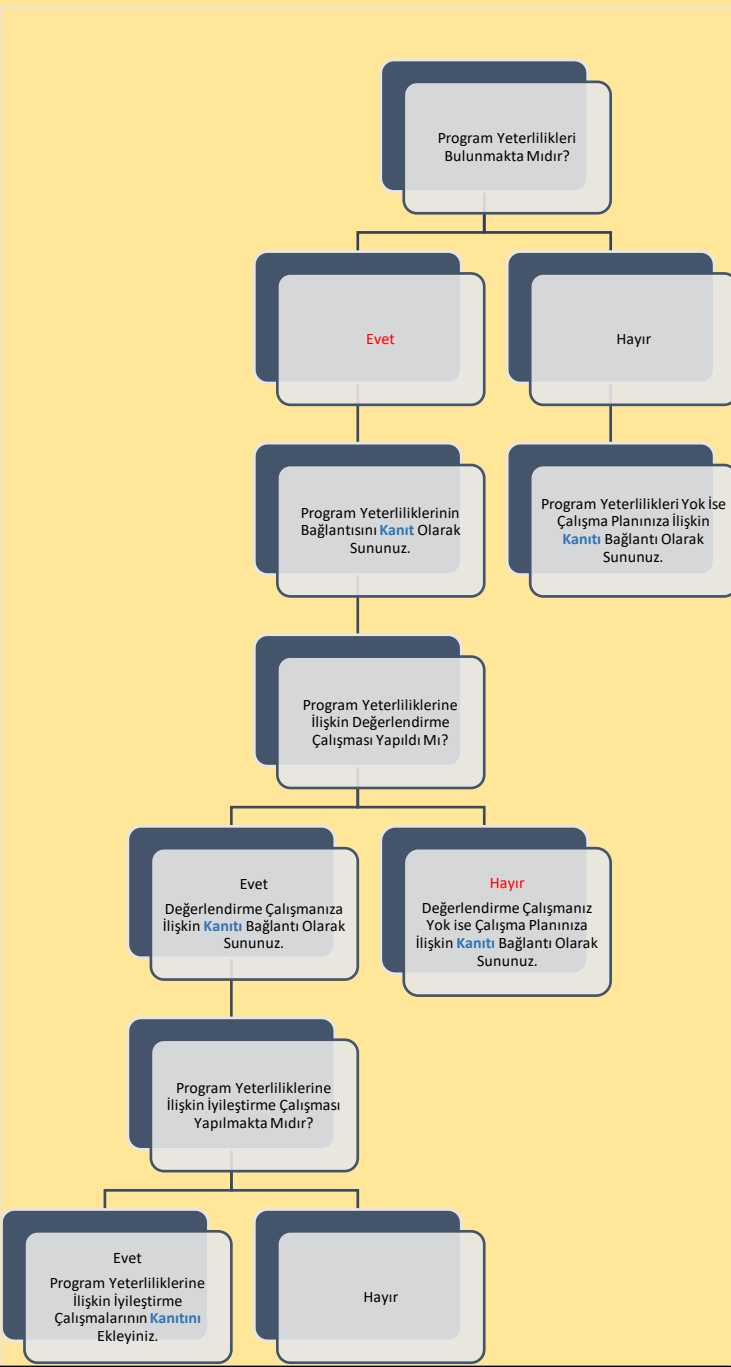 Program Yeterlilikleri
Bulunmakta Mıdır?
Evet
Hayır
Program Yeterliliklerinin
Bağlantısını Kanıt Olarak
Sununuz.
Program Yeterlilikleri Yok İse
Çalışma Planınıza İlişkin
Kanıtı Bağlantı Olarak
Sununuz.
Program Yeterliliklerine
İlişkin Değerlendirme
Çalışması Yapıldı Mı?
Evet
Değerlendirme Çalışmanıza
İlişkin Kanıtı Bağlantı Olarak
Sununuz.
Hayır
Değerlendirme Çalışmanız
Yok ise Çalışma Planınıza
İlişkin Kanıtı Bağlantı Olarak
Sununuz.
Program Yeterliliklerine
İlişkin İyileştirme Çalışması
Yapılmakta Mıdır?
Evet
Program Yeterliliklerine
İlişkin İyileştirme
Çalışmalarının Kanıtını
Ekleyiniz.
Hayır